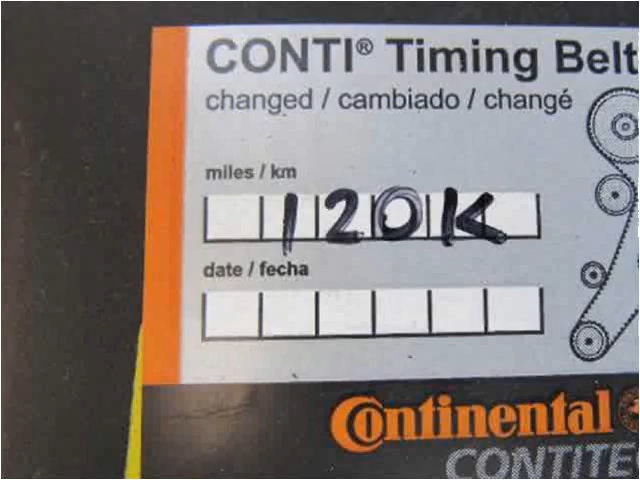 CONTI® Timing Belt
changed / cambiado / changé
miles / km
120K
date / fecha
Continental
CONTITE